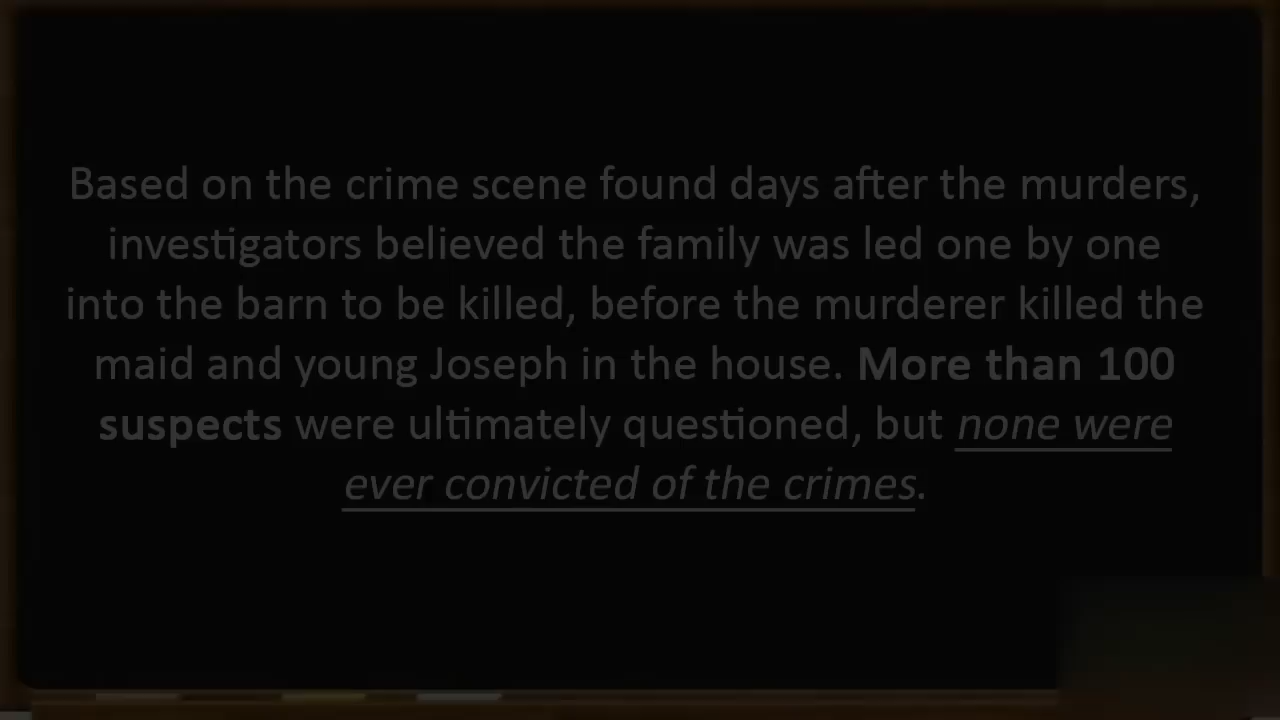 Based on the crime scene found days after the murders,
investigators believed the family was led one by one
into the barn to be killed, before the murderer killed the
maid and young Joseph in the house. More than 100
suspects were ultimately questioned, but none were
ever convicted of the crimes.